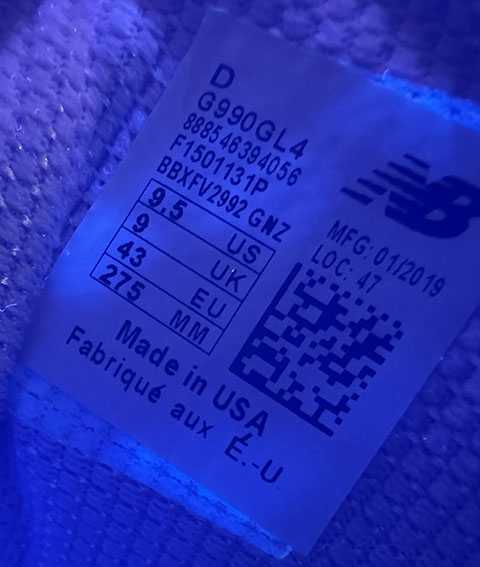 D
G990GL4
888546394056
F1501131P
BBXFV2992 GNZ
9.5 US
9 UK
43 EU
275 MM
NB
MFG: 01/2019
LOC: 47
Made in USA
Fabriqué aux É.-U.